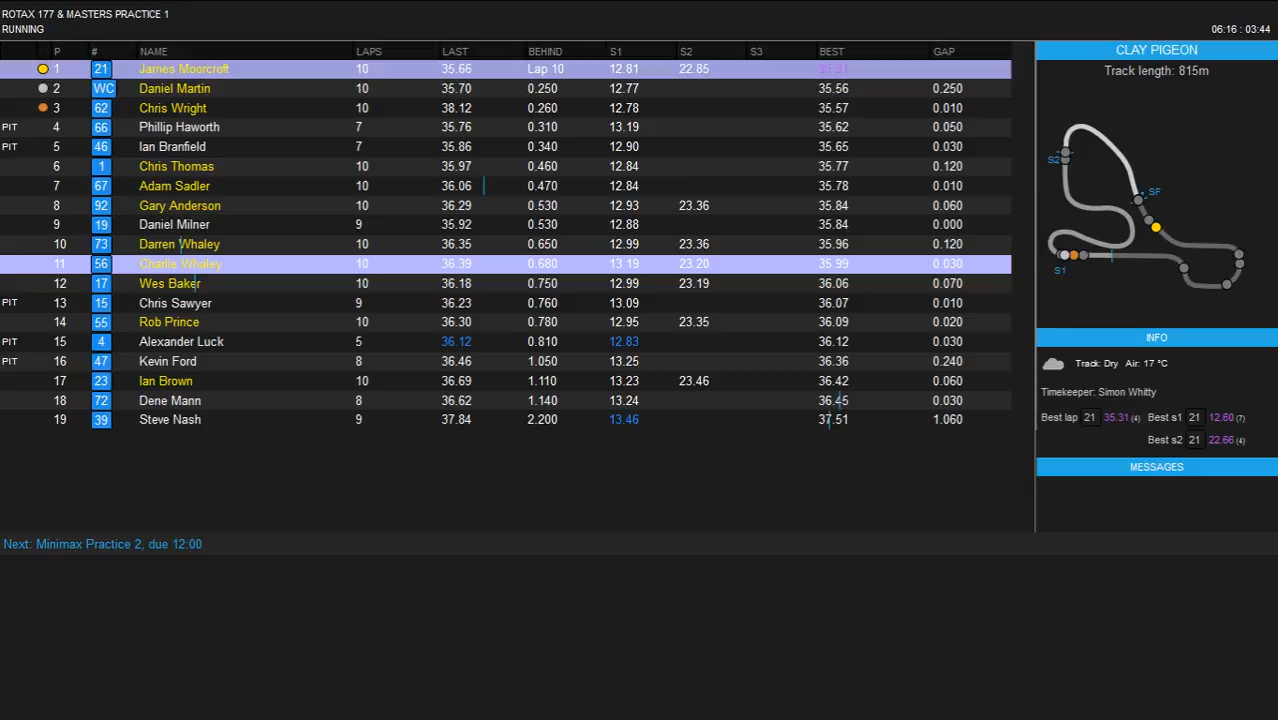 ROTAX 177 & MASTERS PRACTICE 1
RUNNING
06:16 : 03:44
P # NAME LAPS LAST BEHIND S1 S2 S3 BEST GAP
1 21 James Moorcroft 10 35.66 Lap 10 12.81 22.85 35.31
2 WC Daniel Martin 10 35.70 0.250 12.77 35.56 0.250
3 62 Chris Wright 10 38.12 0.260 12.78 35.57 0.010
PIT 4 66 Phillip Haworth 7 35.76 0.310 13.19 35.62 0.050
PIT 5 46 Ian Branfield 7 35.86 0.340 12.90 35.65 0.030
6 1 Chris Thomas 10 35.97 0.460 12.84 35.77 0.120
7 67 Adam Sadler 10 36.06 0.470 12.84 35.78 0.010
8 92 Gary Anderson 10 36.29 0.530 12.93 23.36 35.84 0.060
9 19 Daniel Milner 9 35.92 0.530 12.88 35.84 0.000
10 73 Darren Whaley 10 36.35 0.650 12.99 23.36 35.96 0.120
11 56 Charlie Whaley 10 36.39 0.680 13.19 23.20 35.99 0.030
12 17 Wes Baker 10 36.18 0.750 12.99 23.19 36.06 0.070
PIT 13 15 Chris Sawyer 9 36.23 0.760 13.09 36.07 0.010
14 55 Rob Prince 10 36.30 0.780 12.95 23.35 36.09 0.020
PIT 15 4 Alexander Luck 5 36.12 0.810 12.83 36.12 0.030
PIT 16 47 Kevin Ford 8 36.46 1.050 13.25 36.36 0.240
17 23 Ian Brown 10 36.69 1.110 13.23 23.46 36.42 0.060
18 72 Dene Mann 8 36.62 1.140 13.24 36.45 0.030
19 39 Steve Nash 9 37.84 2.200 13.46 37.51 1.060
Next: Minimax Practice 2, due 12:00
CLAY PIGEON
Track length: 815m
S2
SF
S1
INFO
Track: Dry Air: 17 °C
Timekeeper: Simon Whitty
Best lap 21 35.31 (4) Best s1 21 12.60 (7)
Best s2 21 22.66 (4)
MESSAGES